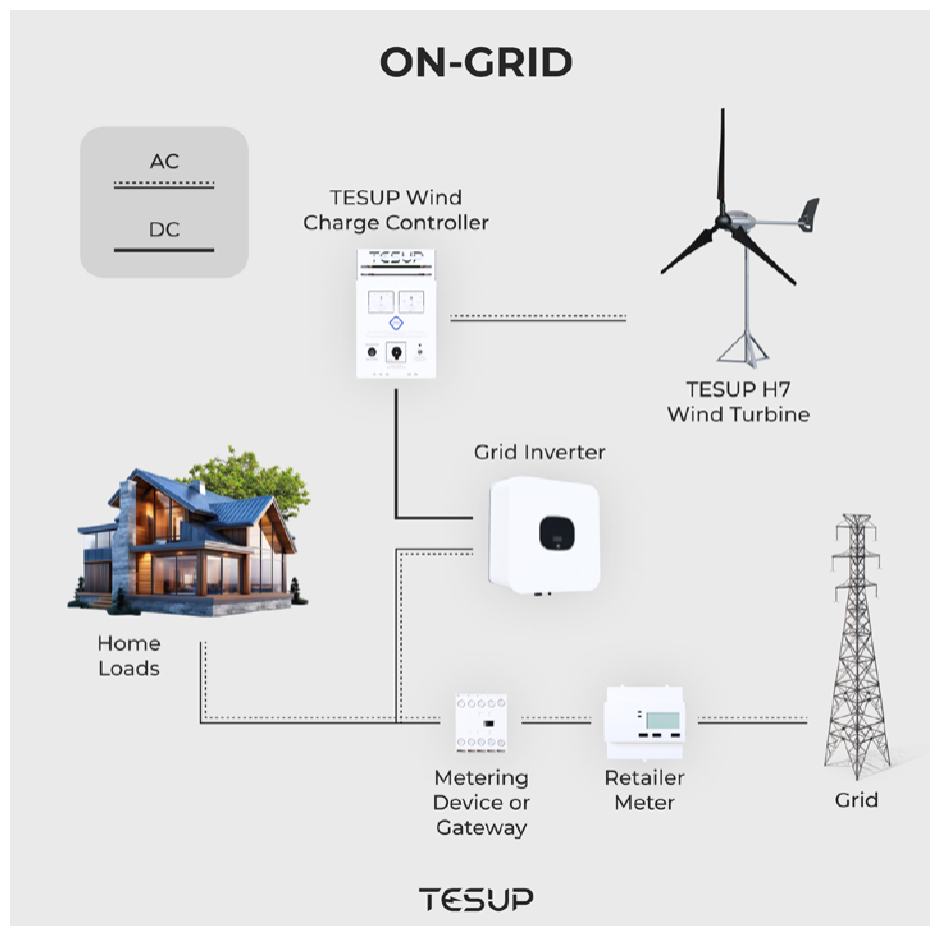 ON-GRID
AC
DC
TESUP Wind
Charge Controller
TESUP
TESUP H7
Wind Turbine
Grid Inverter
Home
Loads
Metering
Device or
Gateway
Retailer
Meter
Grid
TESUP